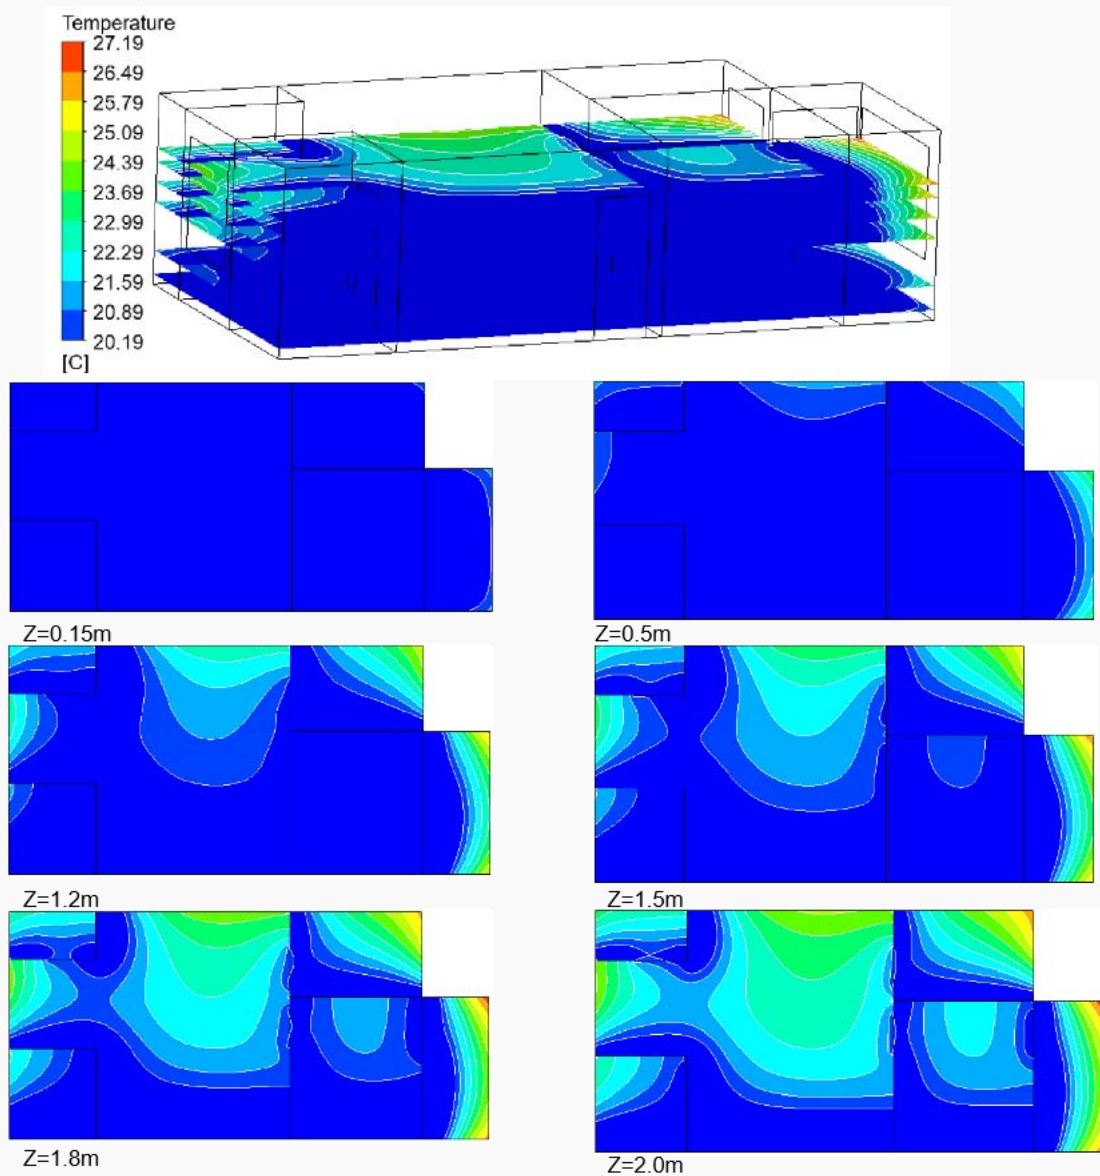 Temperature
27.19
26.49
25.79
25.09
24.39
23.69
22.99
22.29
21.59
20.89
20.19
[C]
Z=0.15m
Z=0.5m
Z=1.2m
Z=1.5m
Z=1.8m
Z=2.0m